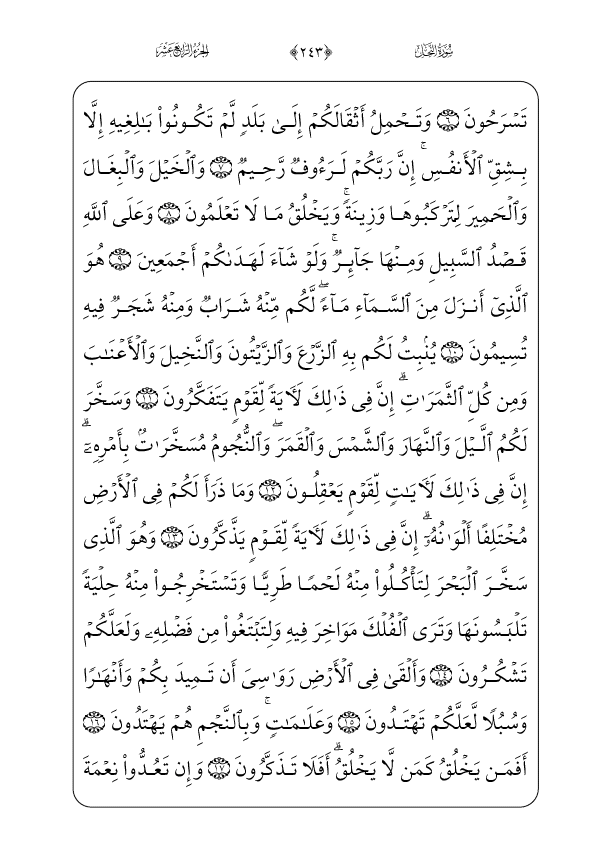 سُورَةُ النَّحْلِ ﴿٢٤٣﴾ الجُزْءُ الرَّابِعَ عَشَرَ
تَسۡرَحُونَ ٦ وَتَحۡمِلُ أَثۡقَالَكُمۡ إِلَىٰ بَلَدٖ لَّمۡ تَكُونُواْ بَٰلِغِيهِ إِلَّا
بِشِقِّ ٱلۡأَنفُسِۚ إِنَّ رَبَّكُمۡ لَرَءُوفٞ رَّحِيمٞ ٧ وَٱلۡخَيۡلَ وَٱلۡبِغَالَ
وَٱلۡحَمِيرَ لِتَرۡكَبُوهَا وَزِينَةٗۚ وَيَخۡلُقُ مَا لَا تَعۡلَمُونَ ٨ وَعَلَى ٱللَّهِ
قَصۡدُ ٱلسَّبِيلِ وَمِنۡهَا جَآئِرٞۚ وَلَوۡ شَآءَ لَهَدَىٰكُمۡ أَجۡمَعِينَ ٩ هُوَ
ٱلَّذِيٓ أَنزَلَ مِنَ ٱلسَّمَآءِ مَآءٗۖ لَّكُم مِّنۡهُ شَرَابٞ وَمِنۡهُ شَجَرٞ فِيهِ
تُسِيمُونَ ١٠ يُنۢبِتُ لَكُم بِهِ ٱلزَّرۡعَ وَٱلزَّيۡتُونَ وَٱلنَّخِيلَ وَٱلۡأَعۡنَٰبَ
وَمِن كُلِّ ٱلثَّمَرَٰتِۚ إِنَّ فِي ذَٰلِكَ لَأٓيَةٗ لِّقَوۡمٖ يَتَفَكَّرُونَ ١١ وَسَخَّرَ
لَكُمُ ٱلَّيۡلَ وَٱلنَّهَارَ وَٱلشَّمۡسَ وَٱلۡقَمَرَۖ وَٱلنُّجُومُ مُسَخَّرَٰتُۢ بِأَمۡرِهِۦٓۚ
إِنَّ فِي ذَٰلِكَ لَأٓيَٰتٖ لِّقَوۡمٖ يَعۡقِلُونَ ١٢ وَمَا ذَرَأَ لَكُمۡ فِي ٱلۡأَرۡضِ
مُخۡتَلِفًا أَلۡوَٰنُهُۥٓۚ إِنَّ فِي ذَٰلِكَ لَأٓيَةٗ لِّقَوۡمٖ يَذَّكَّرُونَ ١٣ وَهُوَ ٱلَّذِي
سَخَّرَ ٱلۡبَحۡرَ لِتَأۡكُلُواْ مِنۡهُ لَحۡمٗا طَرِيّٗا وَتَسۡتَخۡرِجُواْ مِنۡهُ حِلۡيَةٗ
تَلۡبَسُونَهَا وَتَرَى ٱلۡفُلۡكَ مَوَاخِرَ فِيهِ وَلِتَبۡتَغُواْ مِن فَضۡلِهِۦ وَلَعَلَّكُمۡ
تَشۡكُرُونَ ١٤ وَأَلۡقَىٰ فِي ٱلۡأَرۡضِ رَوَٰسِيَ أَن تَمِيدَ بِكُمۡ وَأَنۡهَٰرٗا
وَسُبُلٗا لَّعَلَّكُمۡ تَهۡتَدُونَ ١٥ وَعَلَٰمَٰتٖۚ وَبِٱلنَّجۡمِ هُمۡ يَهۡتَدُونَ ١٦
أَفَمَن يَخۡلُقُ كَمَن لَّا يَخۡلُقُۚ أَفَلَا تَذَكَّرُونَ ١٧ وَإِن تَعُدُّواْ نِعۡمَةَ